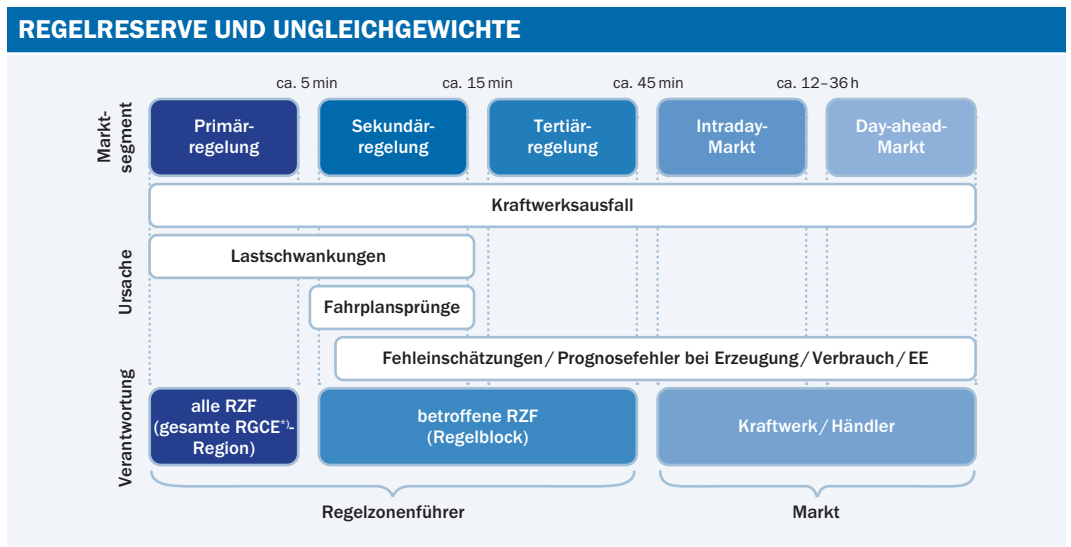 REGELRESERVE UND UNGLEICHGEWICHTE
ca. 5 min
ca. 15 min
ca. 45 min
ca. 12–36 h
Markt-
segment
Primär-
regelung
Sekundär-
regelung
Tertiär-
regelung
Intraday-
Markt
Day-ahead-
Markt
Ursache
Kraftwerksausfall
Lastschwankungen
Fahrplansprünge
Fehleinschätzungen / Prognosefehler bei Erzeugung / Verbrauch / EE
Verantwortung
alle RZF
(gesamte RGCE*)-
Region)
betroffene RZF
(Regelblock)
Kraftwerk / Händler
Regelzonenführer
Markt